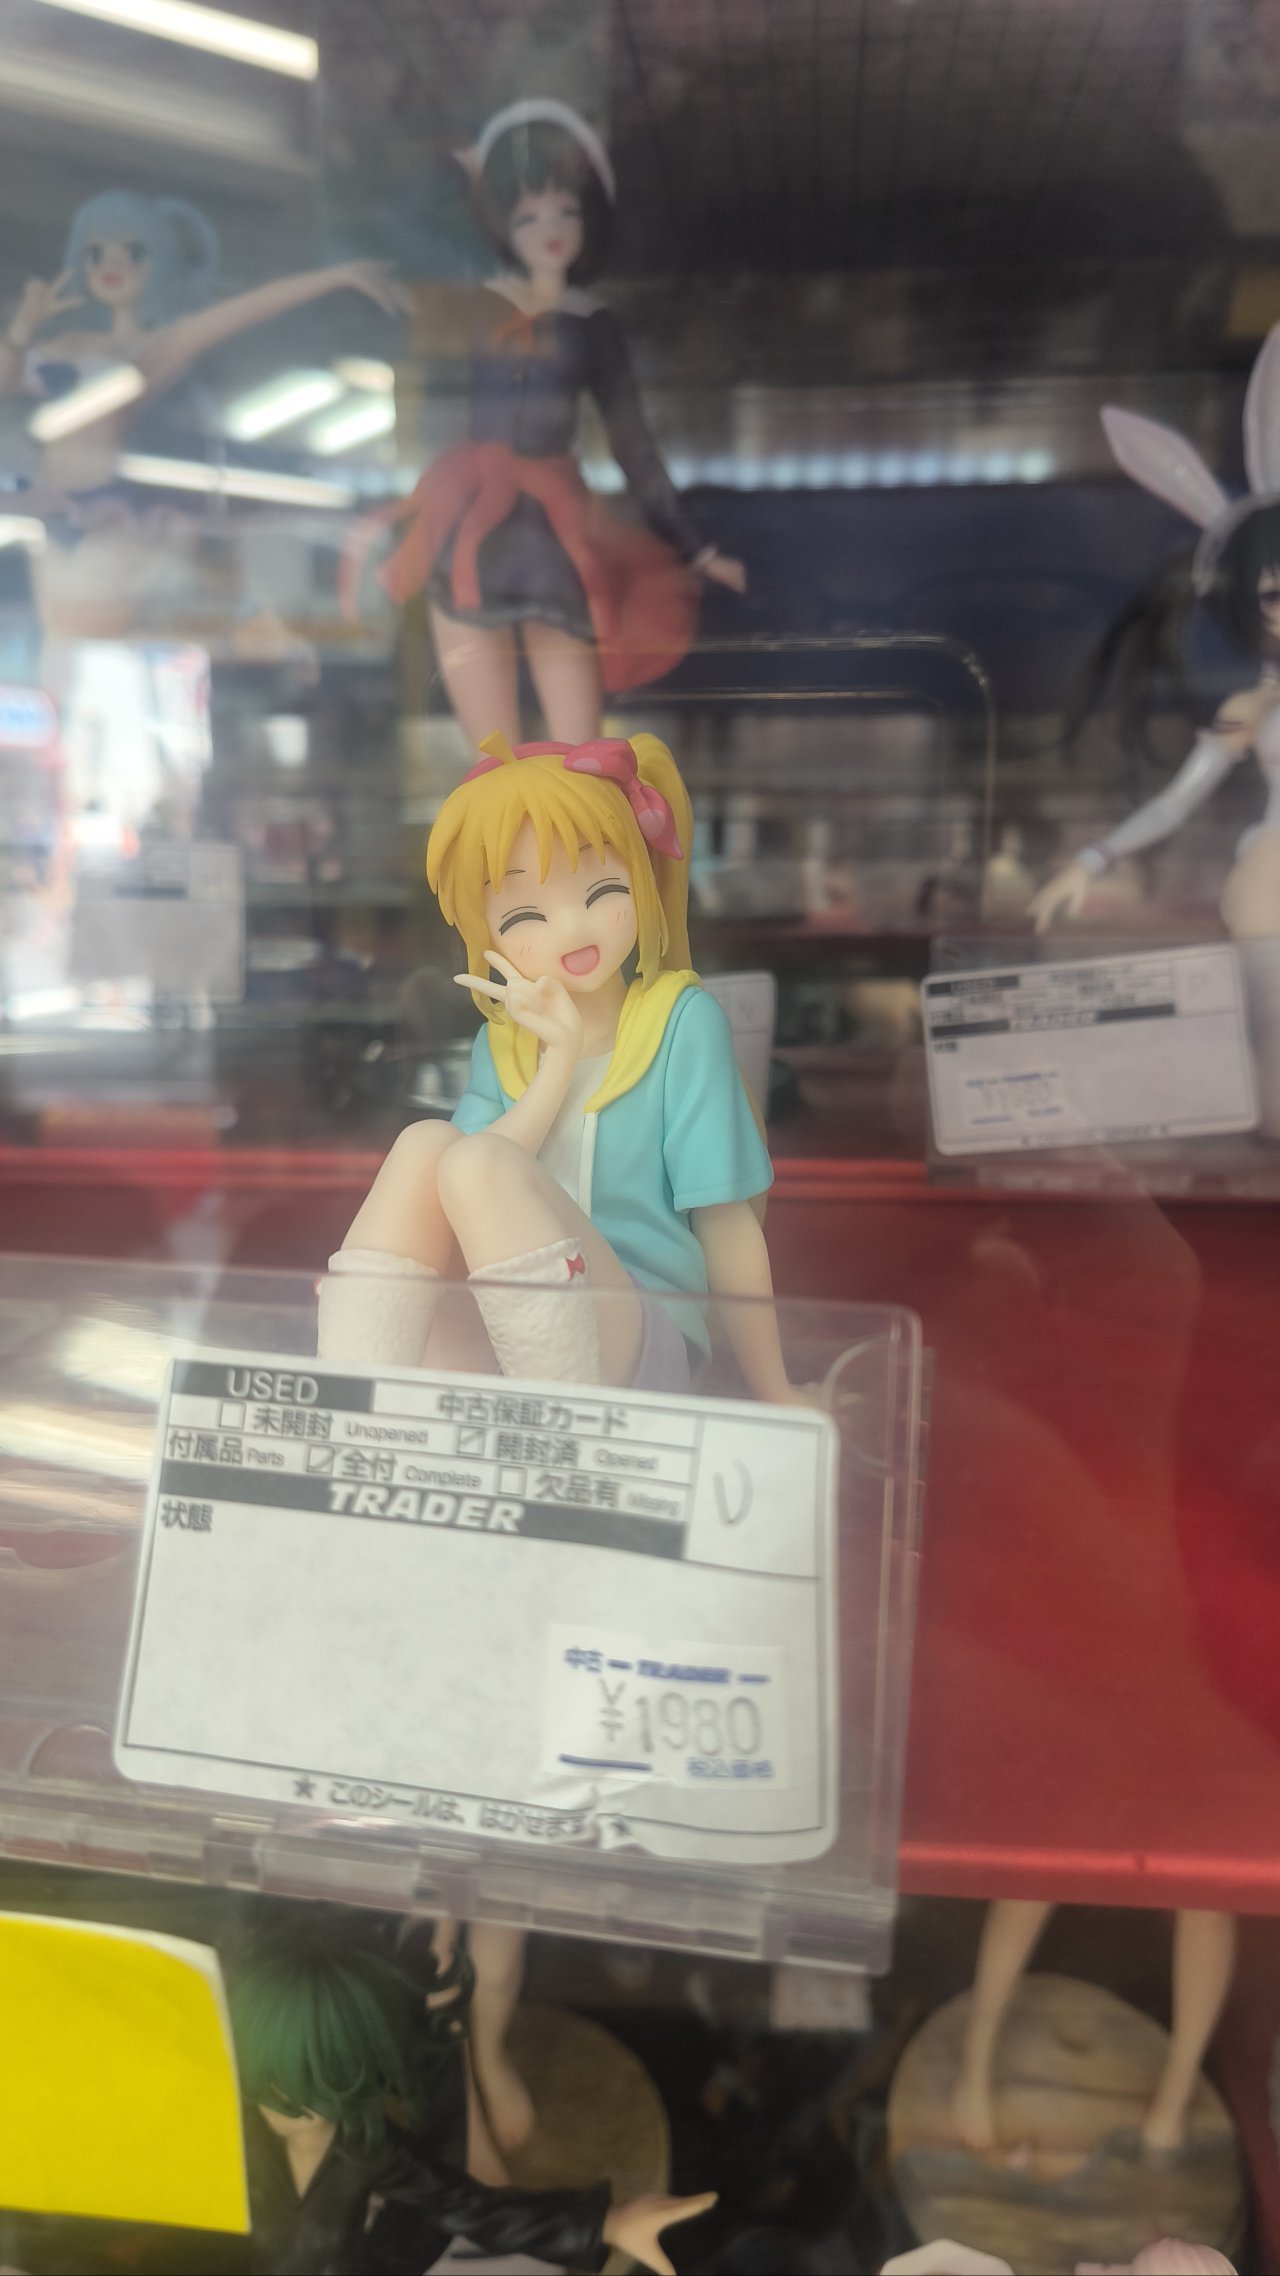 USED 中古保証カード
未開封 Unopened 開封済 Opened
付属品 Parts 全付 Complete 欠品有 Missing
TRADER
状態
中古 TRADER
¥1980
税込価格
★ このシールは、はがせます ★
USED